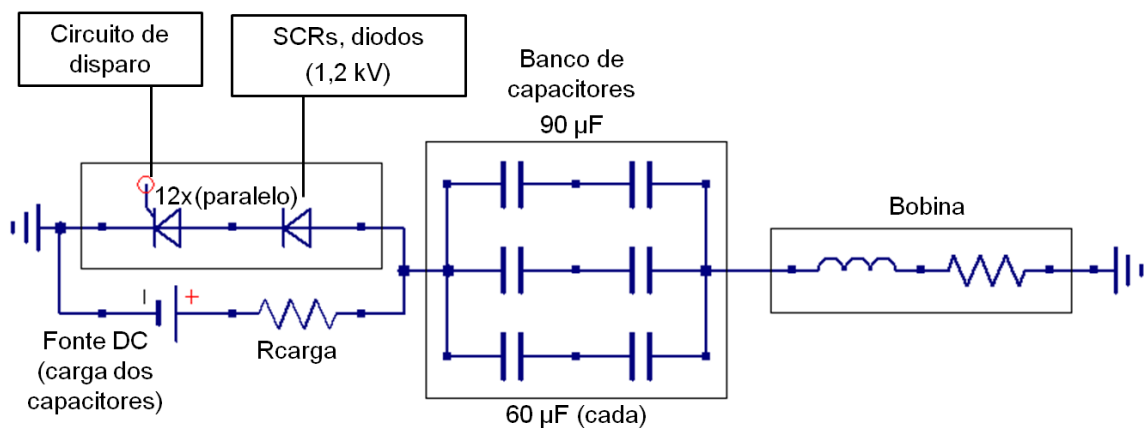 Circuito de
disparo
SCRs, diodos
(1,2 kV)
Banco de
capacitores
90 µF
12x(paralelo)
Bobina
- +
Fonte DC
(carga dos
capacitores)
Rcarga
60 µF (cada)